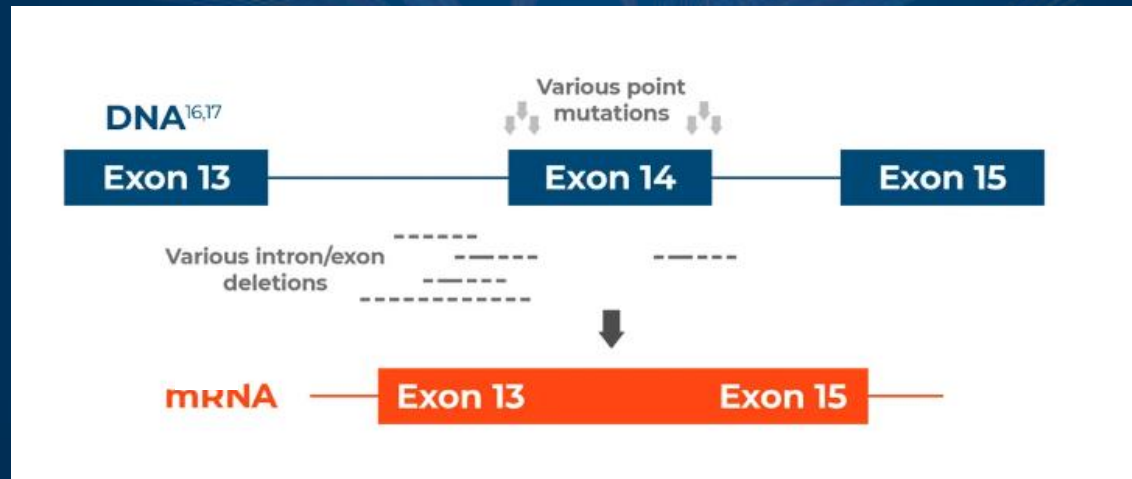 Various point
mutations
DNA16,17
Exon 13
Exon 14
Exon 15
Various intron/exon
deletions
mRNA
Exon 13
Exon 15